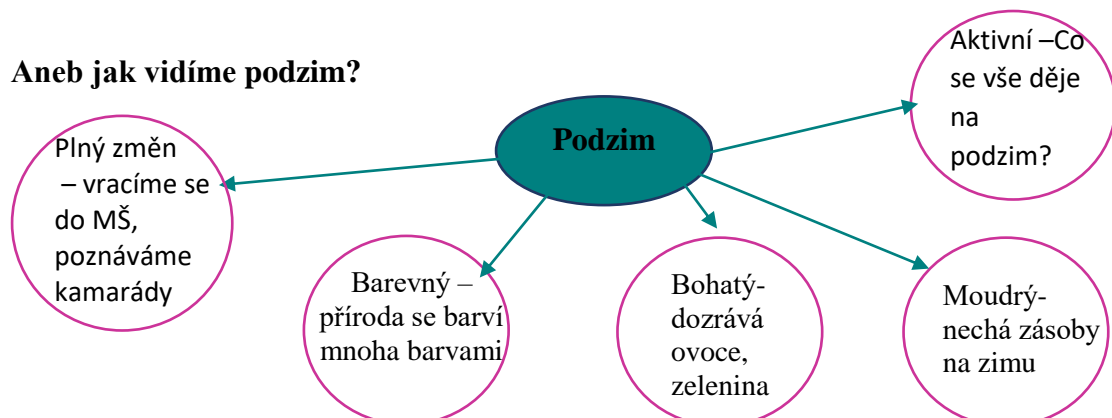 Aneb jak vidíme podzim?
Podzim
Aktivní –Co
se vše děje
na
podzim?
Plný změn
– vracíme se
do MŠ,
poznáváme
kamarády
Barevný –
příroda se barví
mnoha barvami
Bohatý-
dozrává
ovoce,
zelenina
Moudrý-
nechá zásoby
na zimu